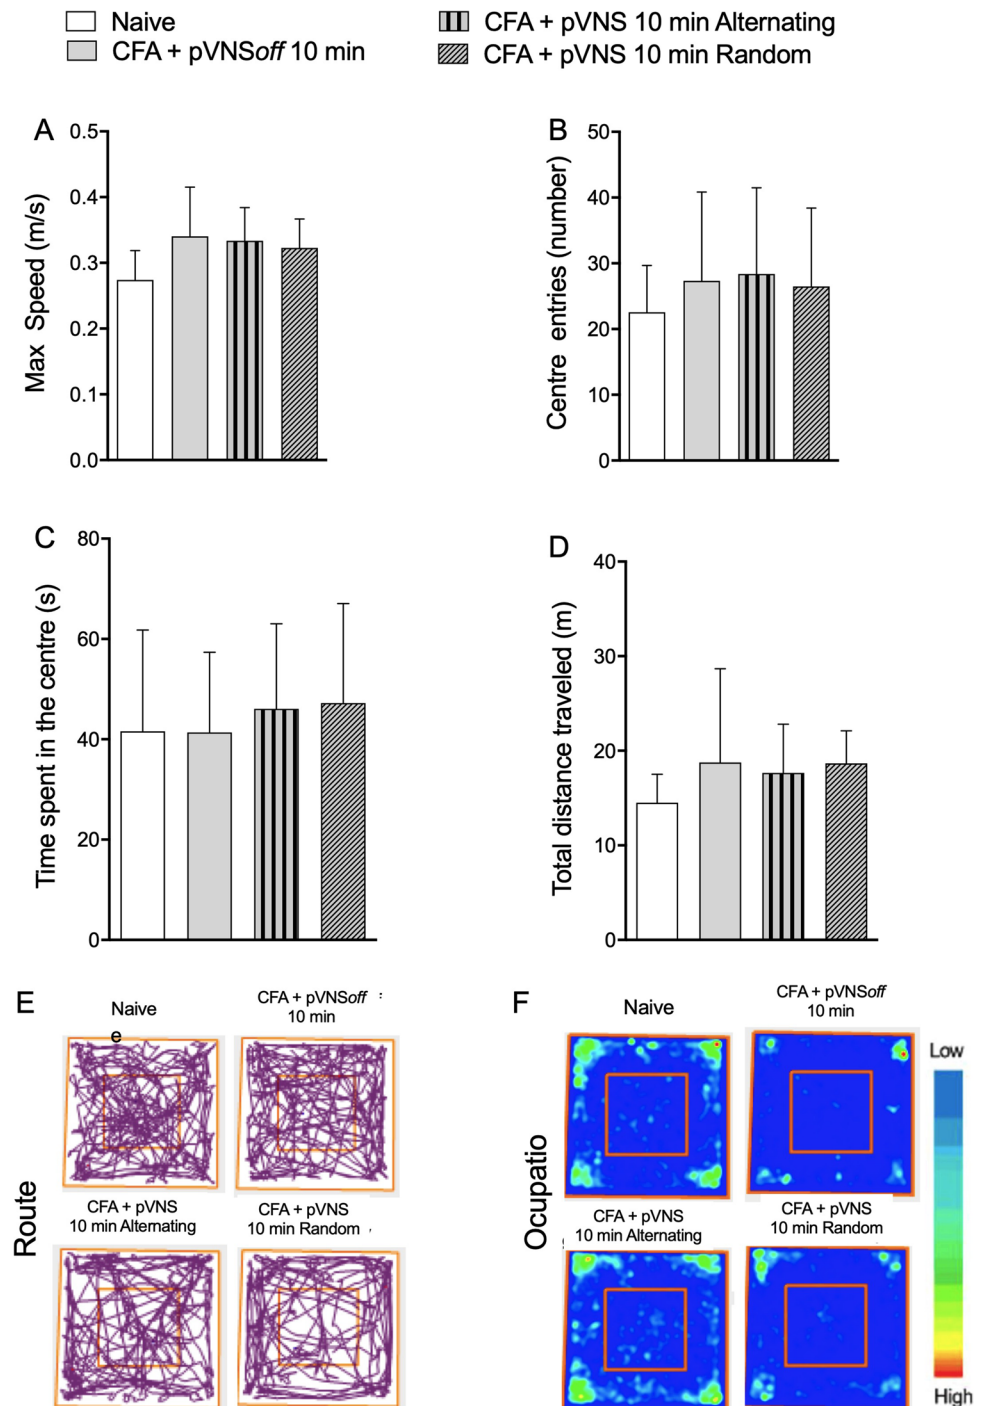 Naive
CFA + pVNSoff 10 min
CFA + pVNS 10 min Alternating
CFA + pVNS 10 min Random
A
0.5
0.4
0.3
0.2
0.1
0.0
Max Speed (m/s)
B
50
40
30
20
10
0
Centre entries (number)
C
80
60
40
20
0
Time spent in the centre (s)
D
40
30
20
10
0
Total distance traveled (m)
E
Route
Naive
e
CFA + pVNSoff :
10 min
CFA + pVNS
10 min Alternating
CFA + pVNS
10 min Random ,
F
Ocupatio
Naive
CFA + pVNSoff
10 min
CFA + pVNS
10 min Alternating
CFA + pVNS
10 min Random
Low
High